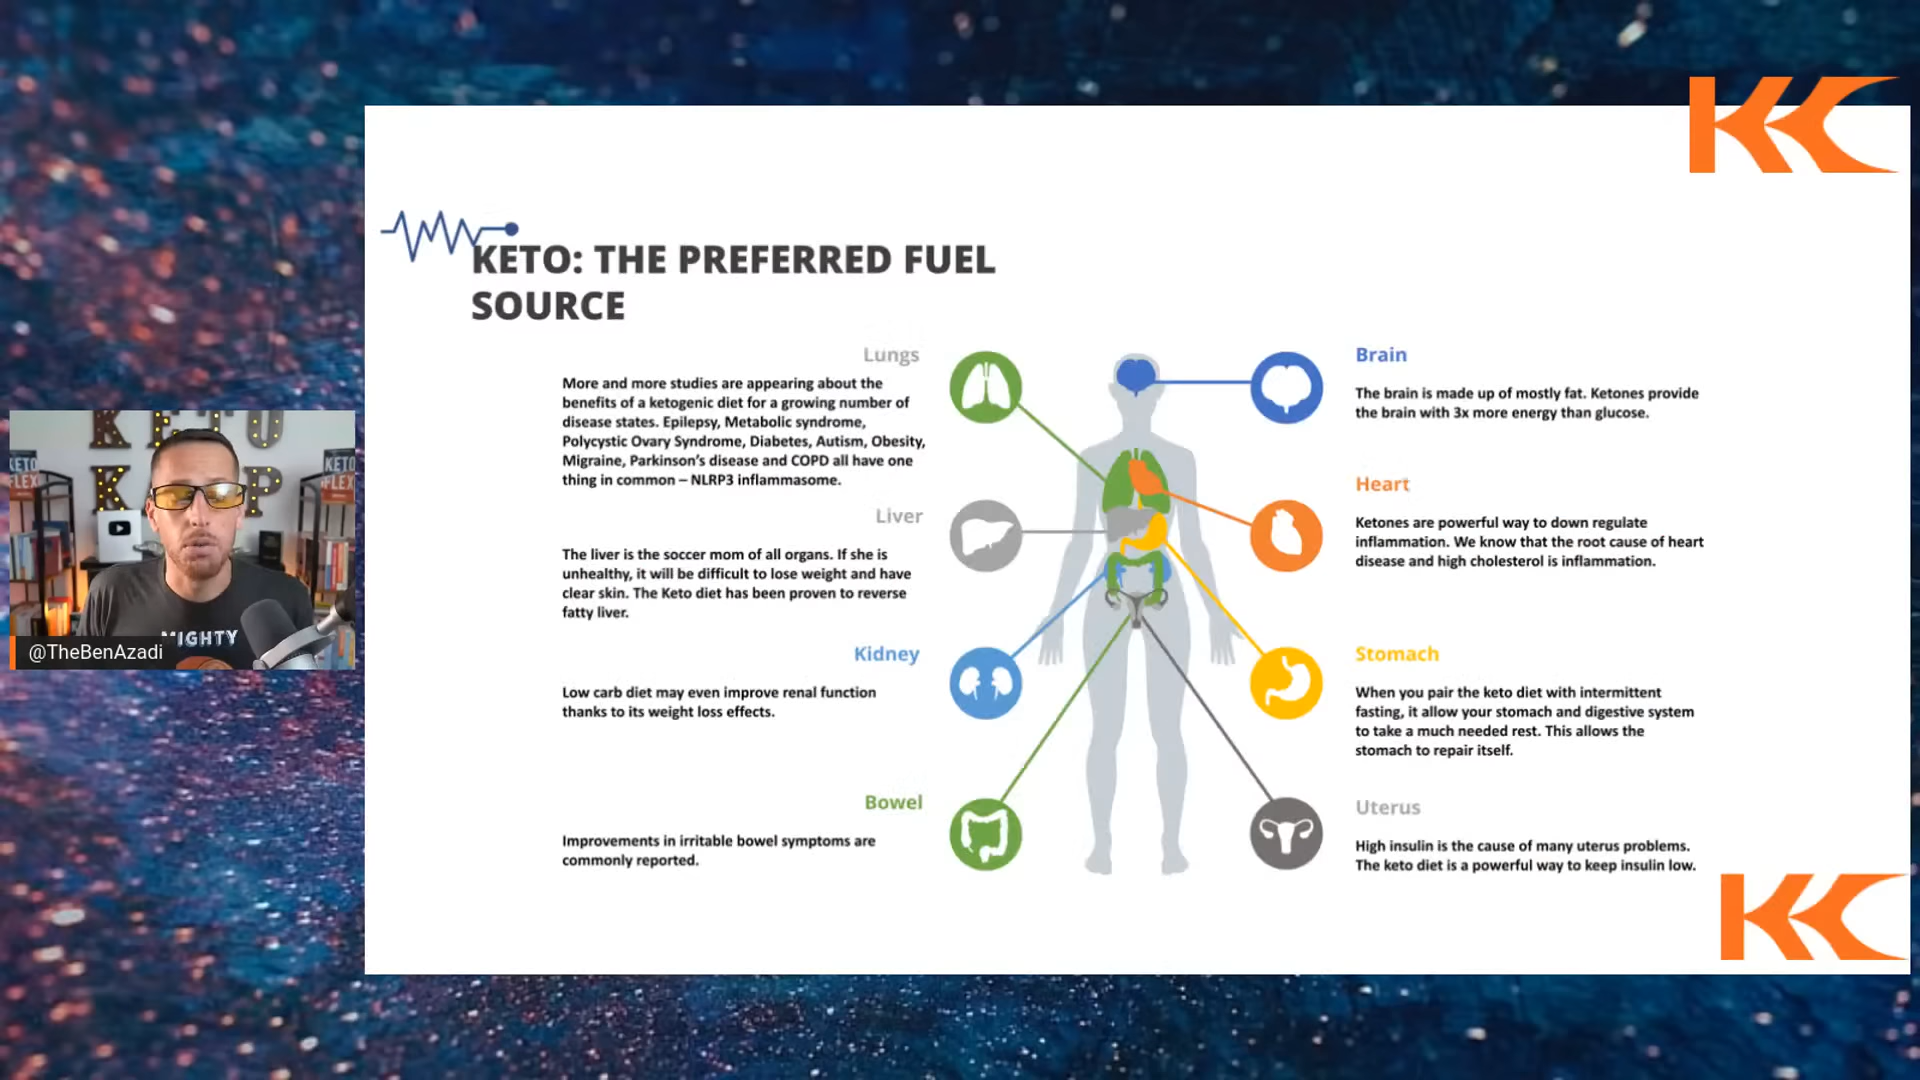 KETO: THE PREFERRED FUEL
SOURCE
Lungs
More and more studies are appearing about the
benefits of a ketogenic diet for a growing number of
disease states. Epilepsy, Metabolic syndrome,
Polycystic Ovary Syndrome, Diabetes, Autism, Obesity,
Migraine, Parkinson's disease and COPD all have one
thing in common – NLRP3 inflammasome.
Liver
The liver is the soccer mom of all organs. If she is
unhealthy, it will be difficult to lose weight and have
clear skin. The Keto diet has been proven to reverse
fatty liver.
Kidney
Low carb diet may even improve renal function
thanks to its weight loss effects.
Bowel
Improvements in irritable bowel symptoms are
commonly reported.
Brain
The brain is made up of mostly fat. Ketones provide
the brain with 3x more energy than glucose.
Heart
Ketones are powerful way to down regulate
inflammation. We know that the root cause of heart
disease and high cholesterol is inflammation.
Stomach
When you pair the keto diet with intermittent
fasting, it allow your stomach and digestive system
to take a much needed rest. This allows the
stomach to repair itself.
Uterus
High insulin is the cause of many uterus problems.
The keto diet is a powerful way to keep insulin low.
KETO
K P
KETO
FLEX
KETO
FLEX
MIGHTY
@TheBenAzadi
KK
KK